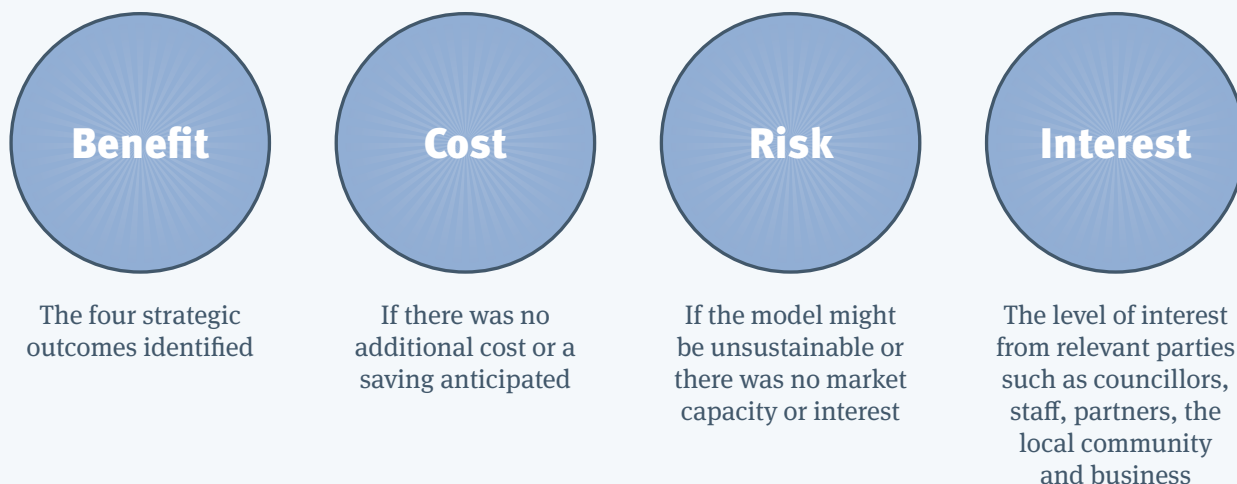 Benefit
Cost
Risk
Interest
The four strategic
outcomes identified
If there was no
additional cost or a
saving anticipated
If the model might
be unsustainable or
there was no market
capacity or interest
The level of interest
from relevant parties
such as councillors,
staff, partners, the
local community
and business